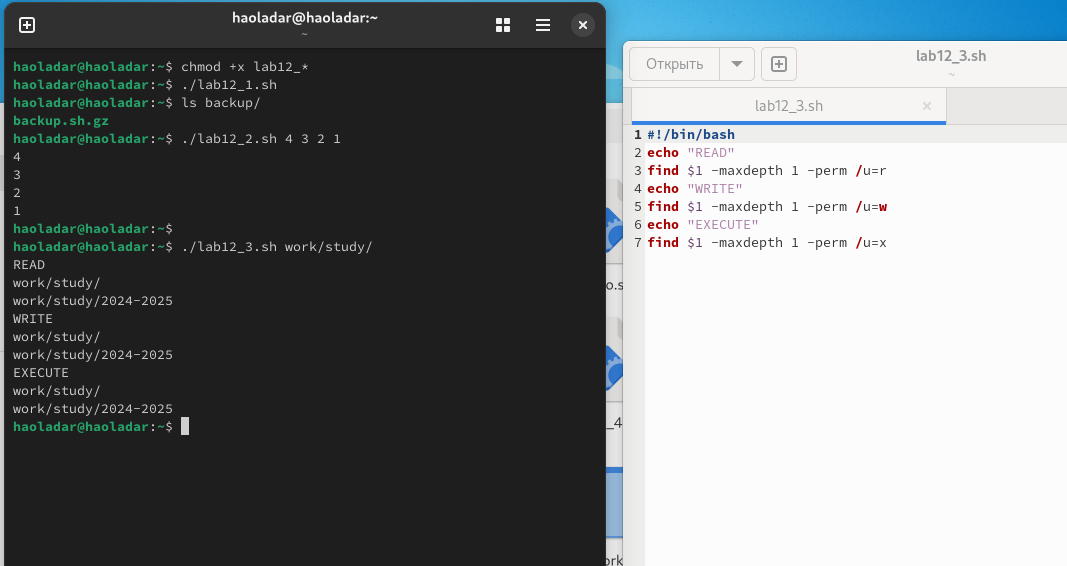 haoladar@haoladar:~
~
haoladar@haoladar:~$ chmod +x lab12_*
haoladar@haoladar:~$ ./lab12_1.sh
haoladar@haoladar:~$ ls backup/
backup.sh.gz
haoladar@haoladar:~$ ./lab12_2.sh 4 3 2 1
4
3
2
1
haoladar@haoladar:~$
haoladar@haoladar:~$ ./lab12_3.sh work/study/
READ
work/study/
work/study/2024-2025
WRITE
work/study/
work/study/2024-2025
EXECUTE
work/study/
work/study/2024-2025
haoladar@haoladar:~$
o.s
_4
ork
Открыть
lab12_3.sh
~
lab12_3.sh
1 #!/bin/bash
2 echo "READ"
3 find $1 -maxdepth 1 -perm /u=r
4 echo "WRITE"
5 find $1 -maxdepth 1 -perm /u=w
6 echo "EXECUTE"
7 find $1 -maxdepth 1 -perm /u=x